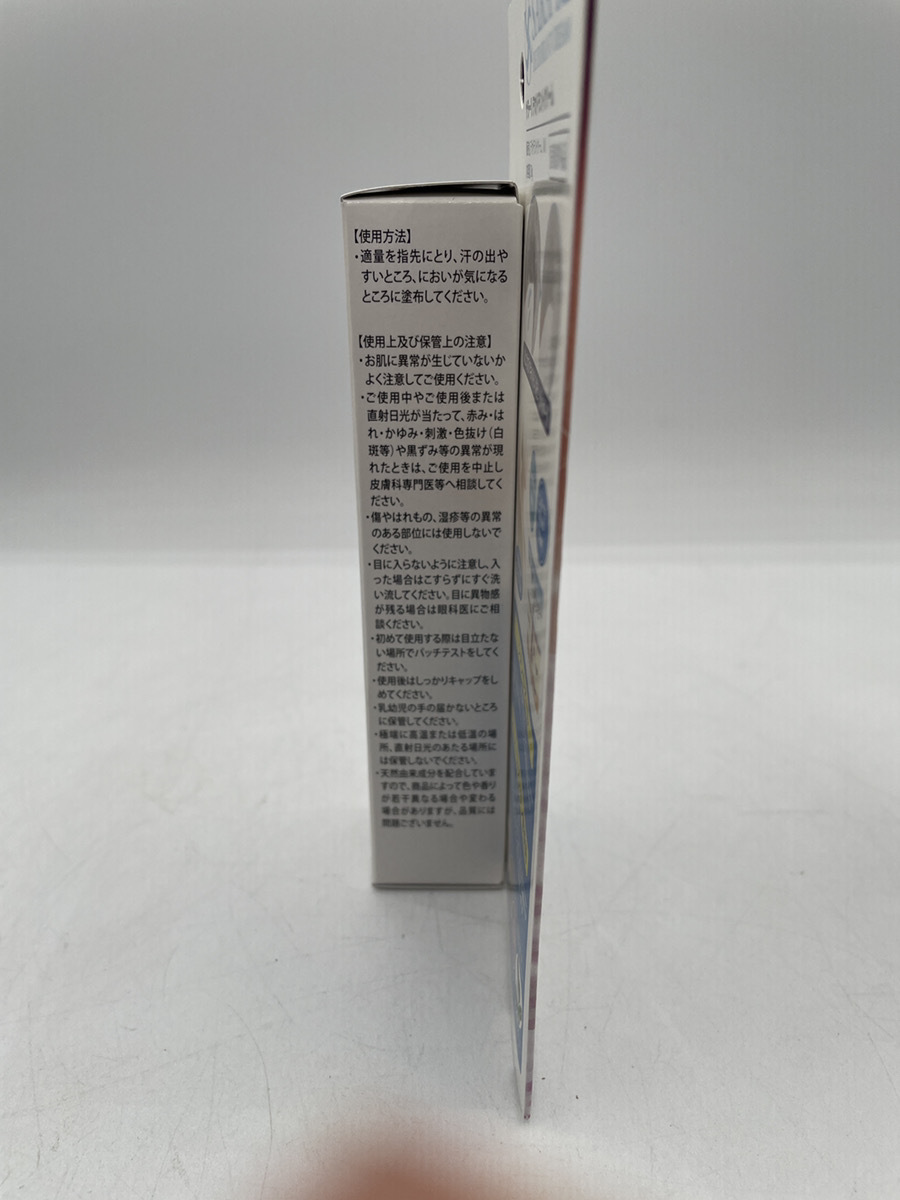 【使用方法】
・適量を指先にとり、汗の出や
すいところ、においが気になる
ところに塗布してください。
【使用上及び保管上の注意】
・お肌に異常が生じていないか
よく注意してご使用ください。
・ご使用中やご使用後または
直射日光が当たって、赤み・は
れ・かゆみ・刺激・色抜け(白
斑等)や黒ずみ等の異常が現
れたときは、ご使用を中止し
皮膚科専門医等へ相談してく
ださい。
・傷やはれもの、湿疹等の異常
のある部位には使用しないで
ください。
・目に入らないように注意し、入
った場合はこすらずにすぐ洗
い流してください。目に異物感
が残る場合は眼科医にご相
談ください。
・初めて使用する際は目立たな
い場所でパッチテストをしてく
ださい。
・使用後はしっかりキャップをし
めてください。
・乳幼児の手の届かないところ
に保管してください。
・極端に高温または低温の場
所、直射日光のあたる場所に
は保管しないでください。
・天然由来成分を配合していま
すので、商品によって色や香り
が若干異なる場合や変わる
場合がありますが、品質には
問題ございません。